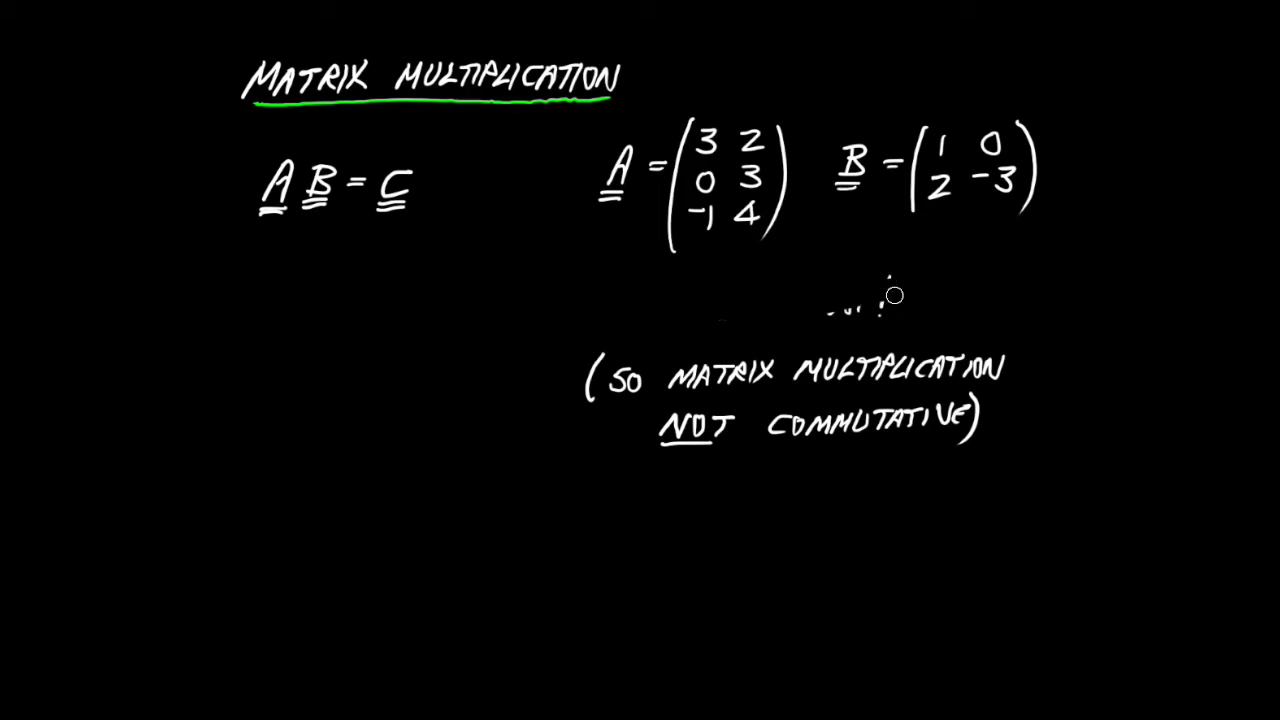 MATRIX MULTIPLICATION
A B = C
A = (3 2
0 3
-1 4)
B = (1 0
2 -3)
(SO MATRIX MULTIPLICATION
NOT COMMUTATIVE)